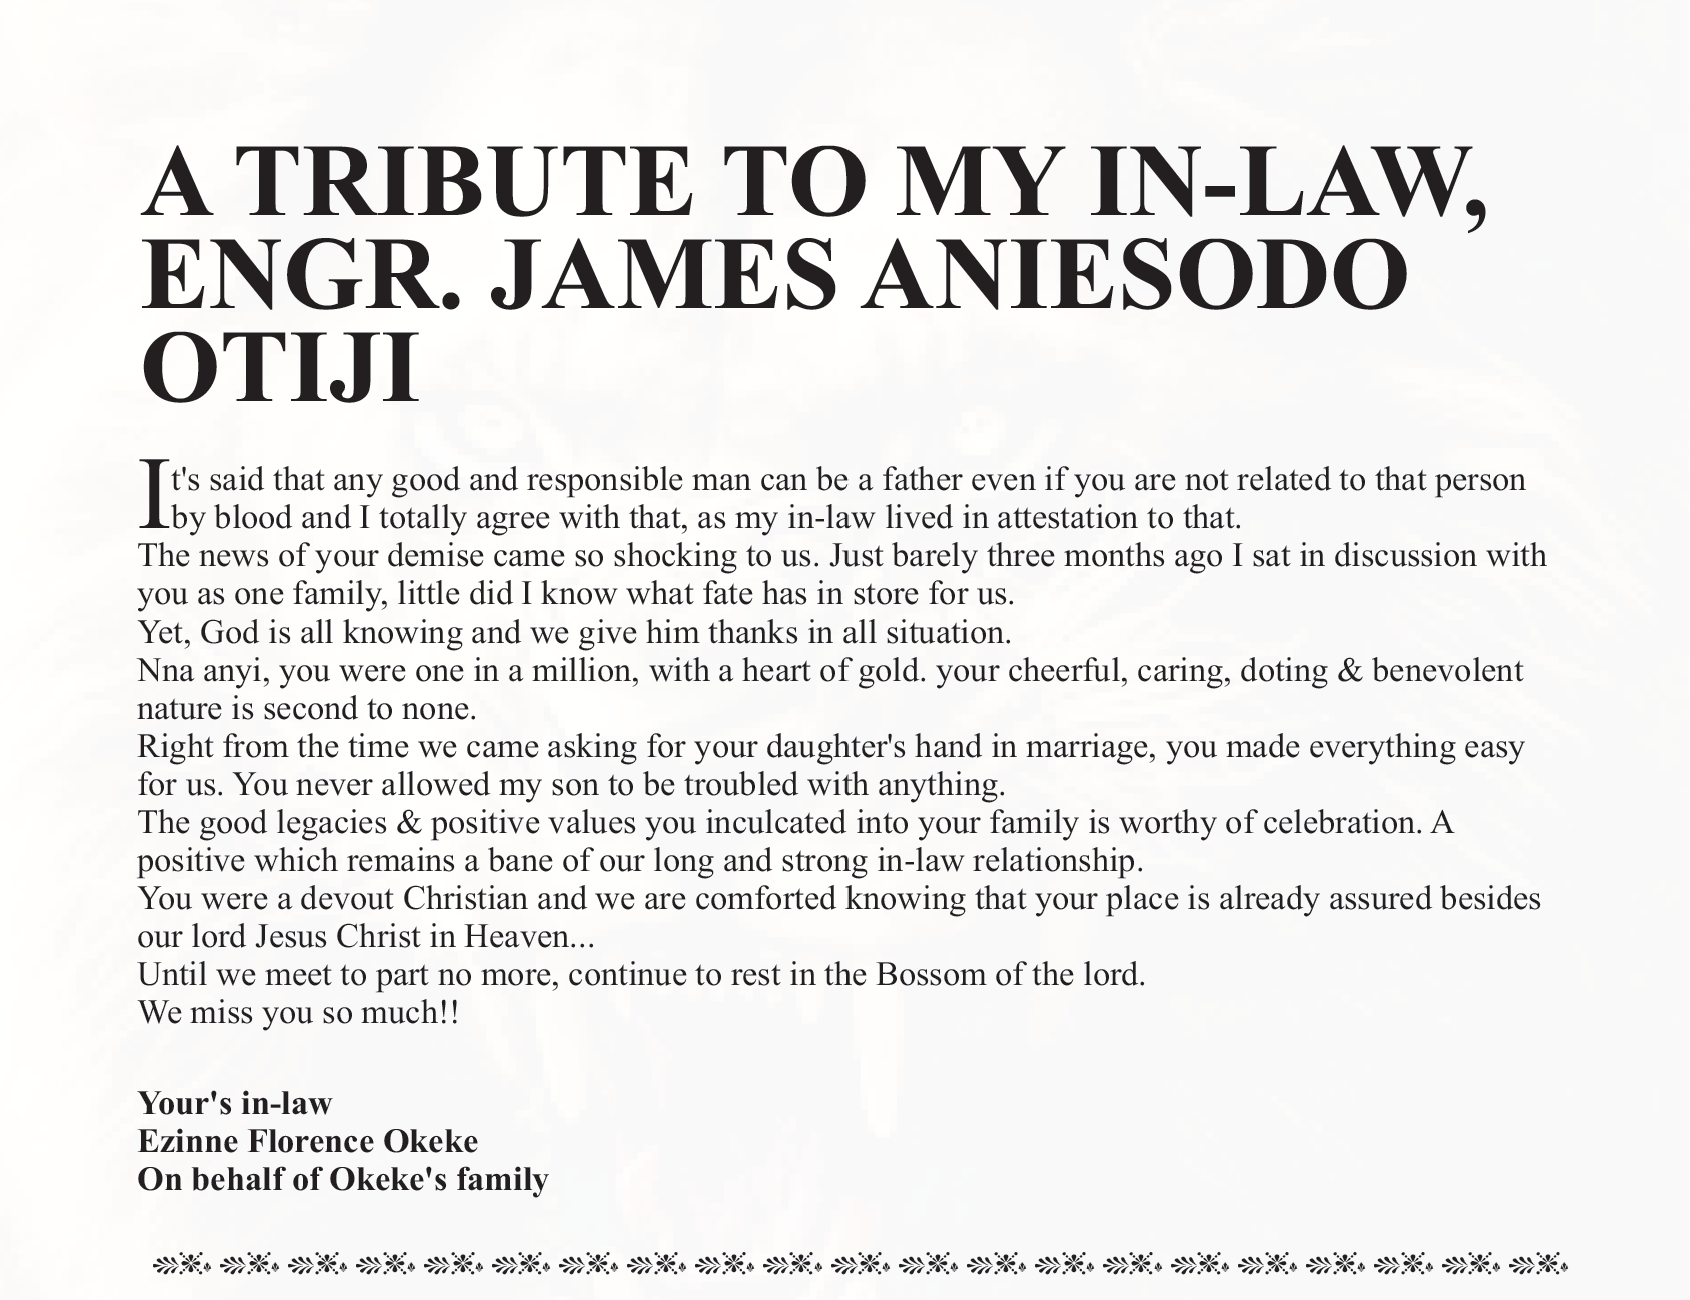 A TRIBUTE TO MY IN-LAW,
ENGR. JAMES ANIESODO
OTIJI
It's said that any good and responsible man can be a father even if you are not related to that person
by blood and I totally agree with that, as my in-law lived in attestation to that.
The news of your demise came so shocking to us. Just barely three months ago I sat in discussion with
you as one family, little did I know what fate has in store for us.
Yet, God is all knowing and we give him thanks in all situation.
Nna anyi, you were one in a million, with a heart of gold. your cheerful, caring, doting & benevolent
nature is second to none.
Right from the time we came asking for your daughter's hand in marriage, you made everything easy
for us. You never allowed my son to be troubled with anything.
The good legacies & positive values you inculcated into your family is worthy of celebration. A
positive which remains a bane of our long and strong in-law relationship.
You were a devout Christian and we are comforted knowing that your place is already assured besides
our lord Jesus Christ in Heaven...
Until we meet to part no more, continue to rest in the Bossom of the lord.
We miss you so much!!
Your's in-law
Ezinne Florence Okeke
On behalf of Okeke's family